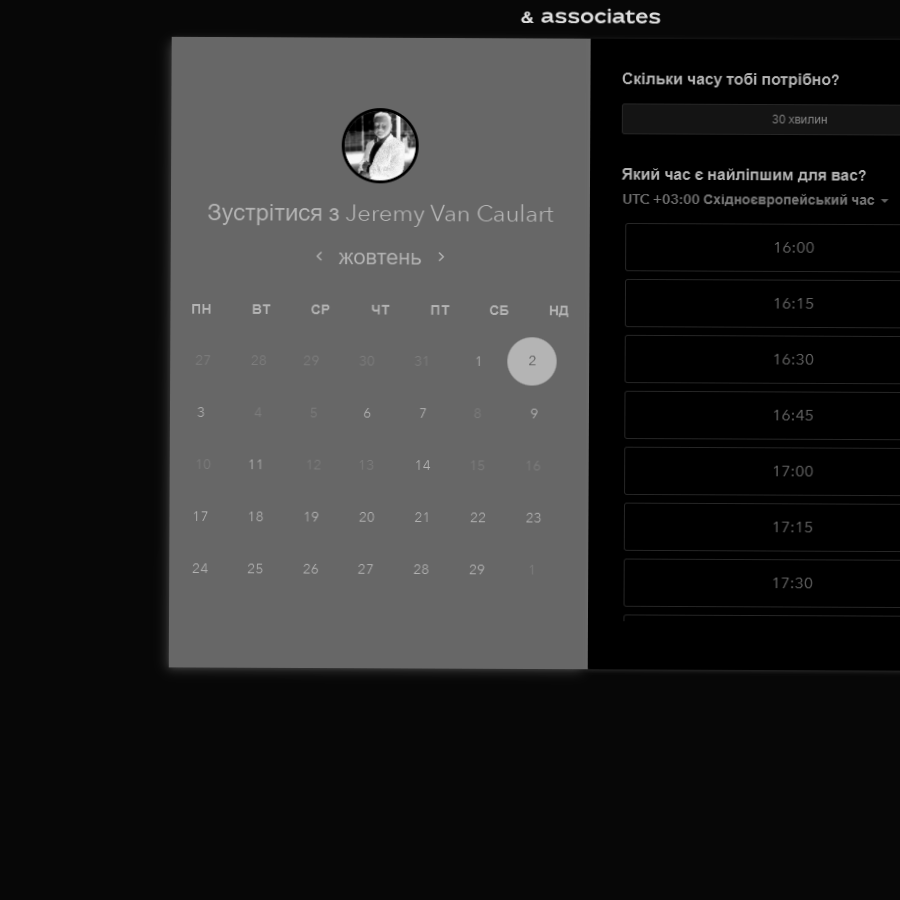 & associates
Зустрітися з Jeremy Van Caulart
жовтень
ПН ВТ СР ЧТ ПТ СБ НД
27 28 29 30 31 1 2
3 4 5 6 7 8 9
10 11 12 13 14 15 16
17 18 19 20 21 22 23
24 25 26 27 28 29 1
Скільки часу тобі потрібно?
30 хвилин
Який час є найліпшим для вас?
UTC +03:00 Східноєвропейський час
16:00
16:15
16:30
16:45
17:00
17:15
17:30